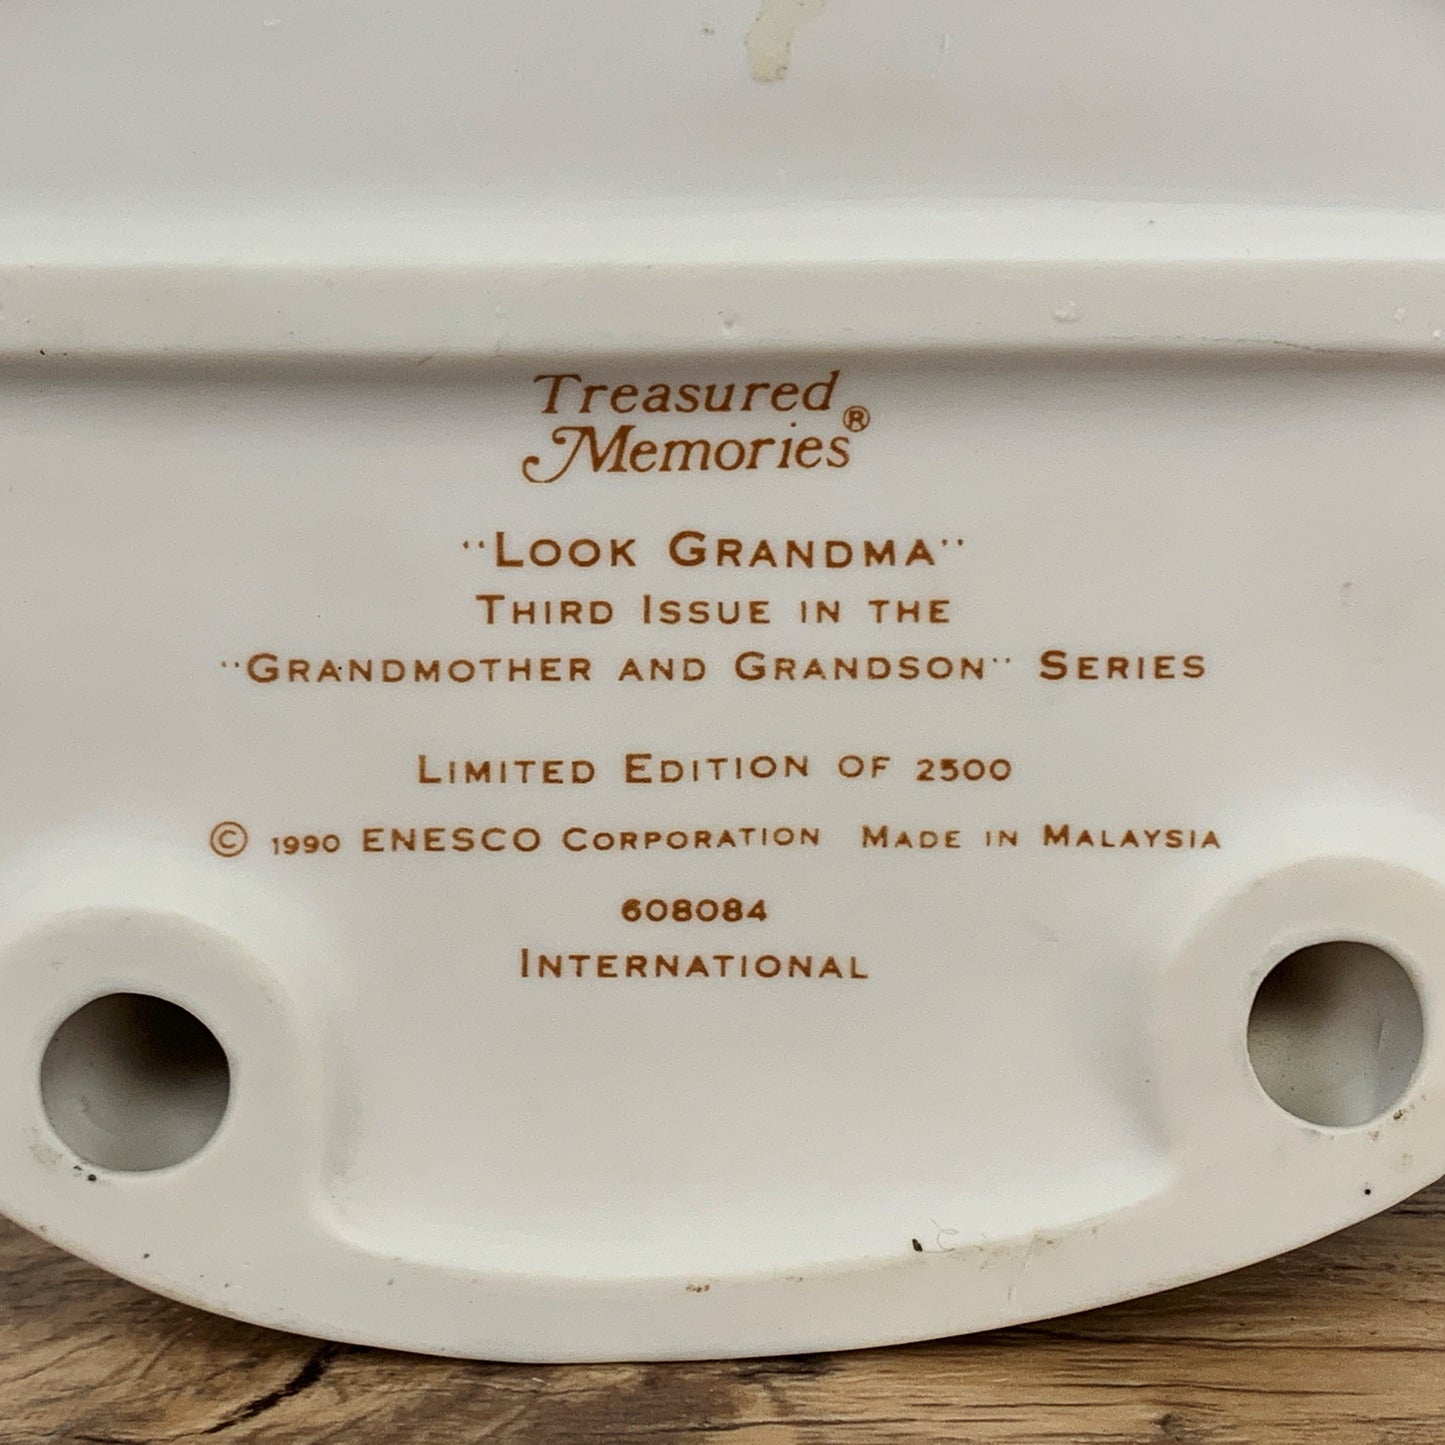 Treasured
Memories®
"LOOK GRANDMA"
THIRD ISSUE IN THE
"GRANDMOTHER AND GRANDSON" SERIES
LIMITED EDITION OF 2500
© 1990 ENESCO CORPORATION MADE IN MALAYSIA
608084
INTERNATIONAL